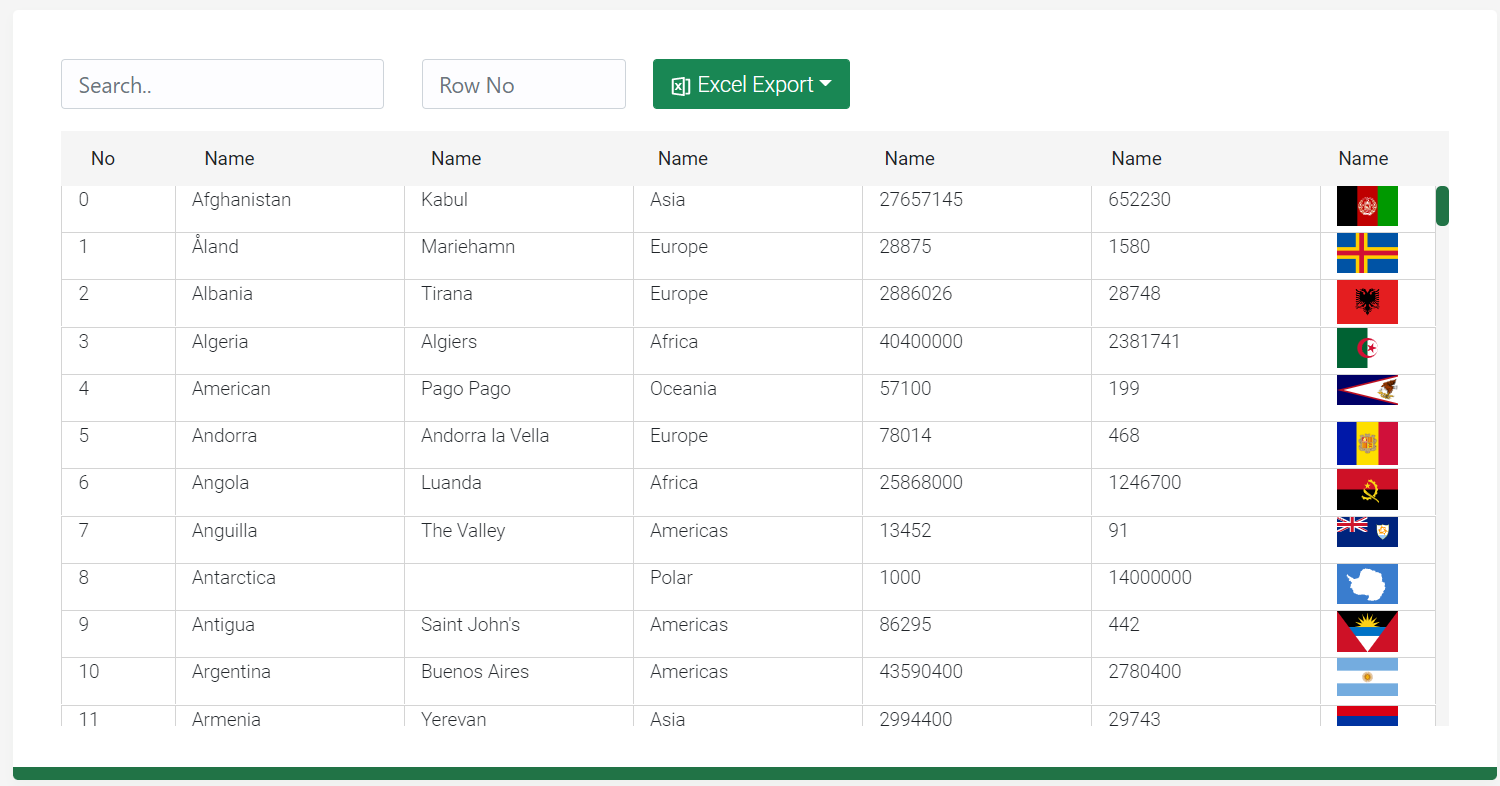 Search.. Row No Excel Export
No Name Name Name Name Name Name
0 Afghanistan Kabul Asia 27657145 652230
1 Åland Mariehamn Europe 28875 1580
2 Albania Tirana Europe 2886026 28748
3 Algeria Algiers Africa 40400000 2381741
4 American Pago Pago Oceania 57100 199
5 Andorra Andorra la Vella Europe 78014 468
6 Angola Luanda Africa 25868000 1246700
7 Anguilla The Valley Americas 13452 91
8 Antarctica Polar 1000 14000000
9 Antigua Saint John's Americas 86295 442
10 Argentina Buenos Aires Americas 43590400 2780400
11 Armenia Yerevan Asia 2994400 29743